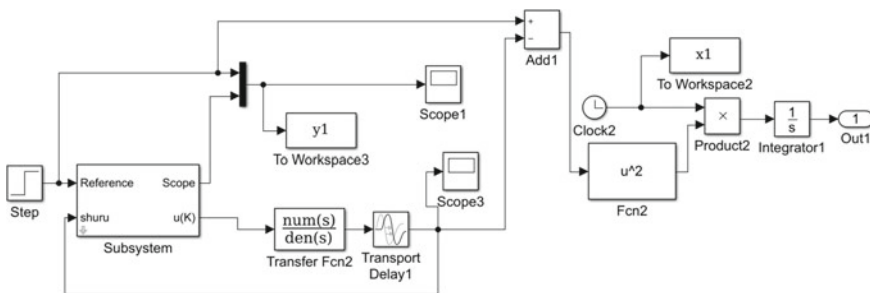 +
−
Add1
x1
To Workspace2
Scope1
Clock2
×
Product2
1
s
Integrator1
1
Out1
y1
To Workspace3
Reference
Scope
shuru
u(K)
Step
Subsystem
Scope3
u^2
Fcn2
num(s)
den(s)
Transfer Fcn2
Transport
Delay1